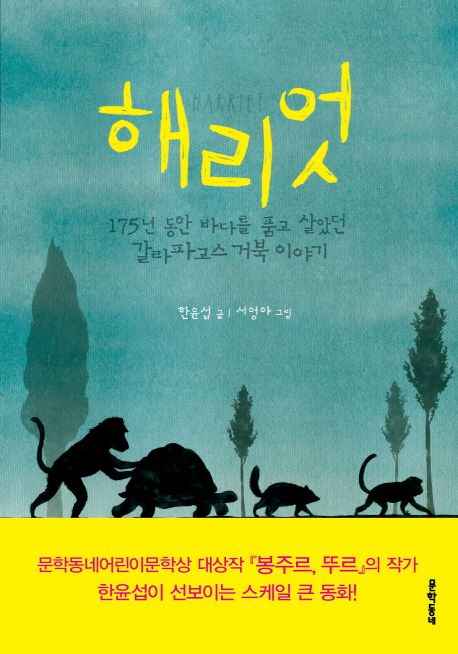 HARRIET
해리엇
175년 동안 바다를 품고 살았던
갈라파고스 거북 이야기
한윤섭 글 | 서영아 그림
문학동네어린이문학상 대상작 『봉주르, 뚜르』의 작가
한윤섭이 선보이는 스케일 큰 동화!
문학동네